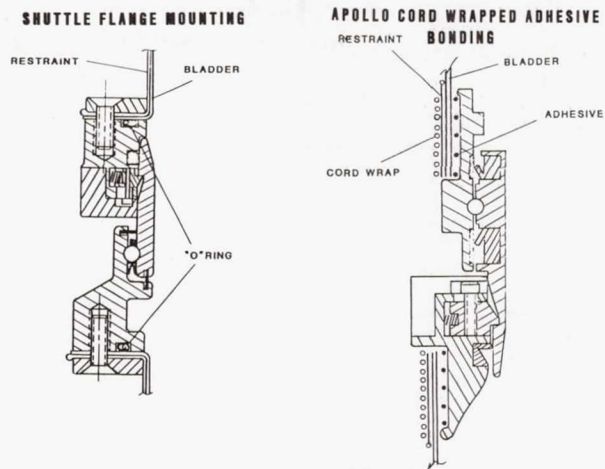 SHUTTLE FLANGE MOUNTING
RESTRAINT
BLADDER
"O" RING
APOLLO CORD WRAPPED ADHESIVE
BONDING
RESTRAINT
BLADDER
ADHESIVE
CORD WRAP